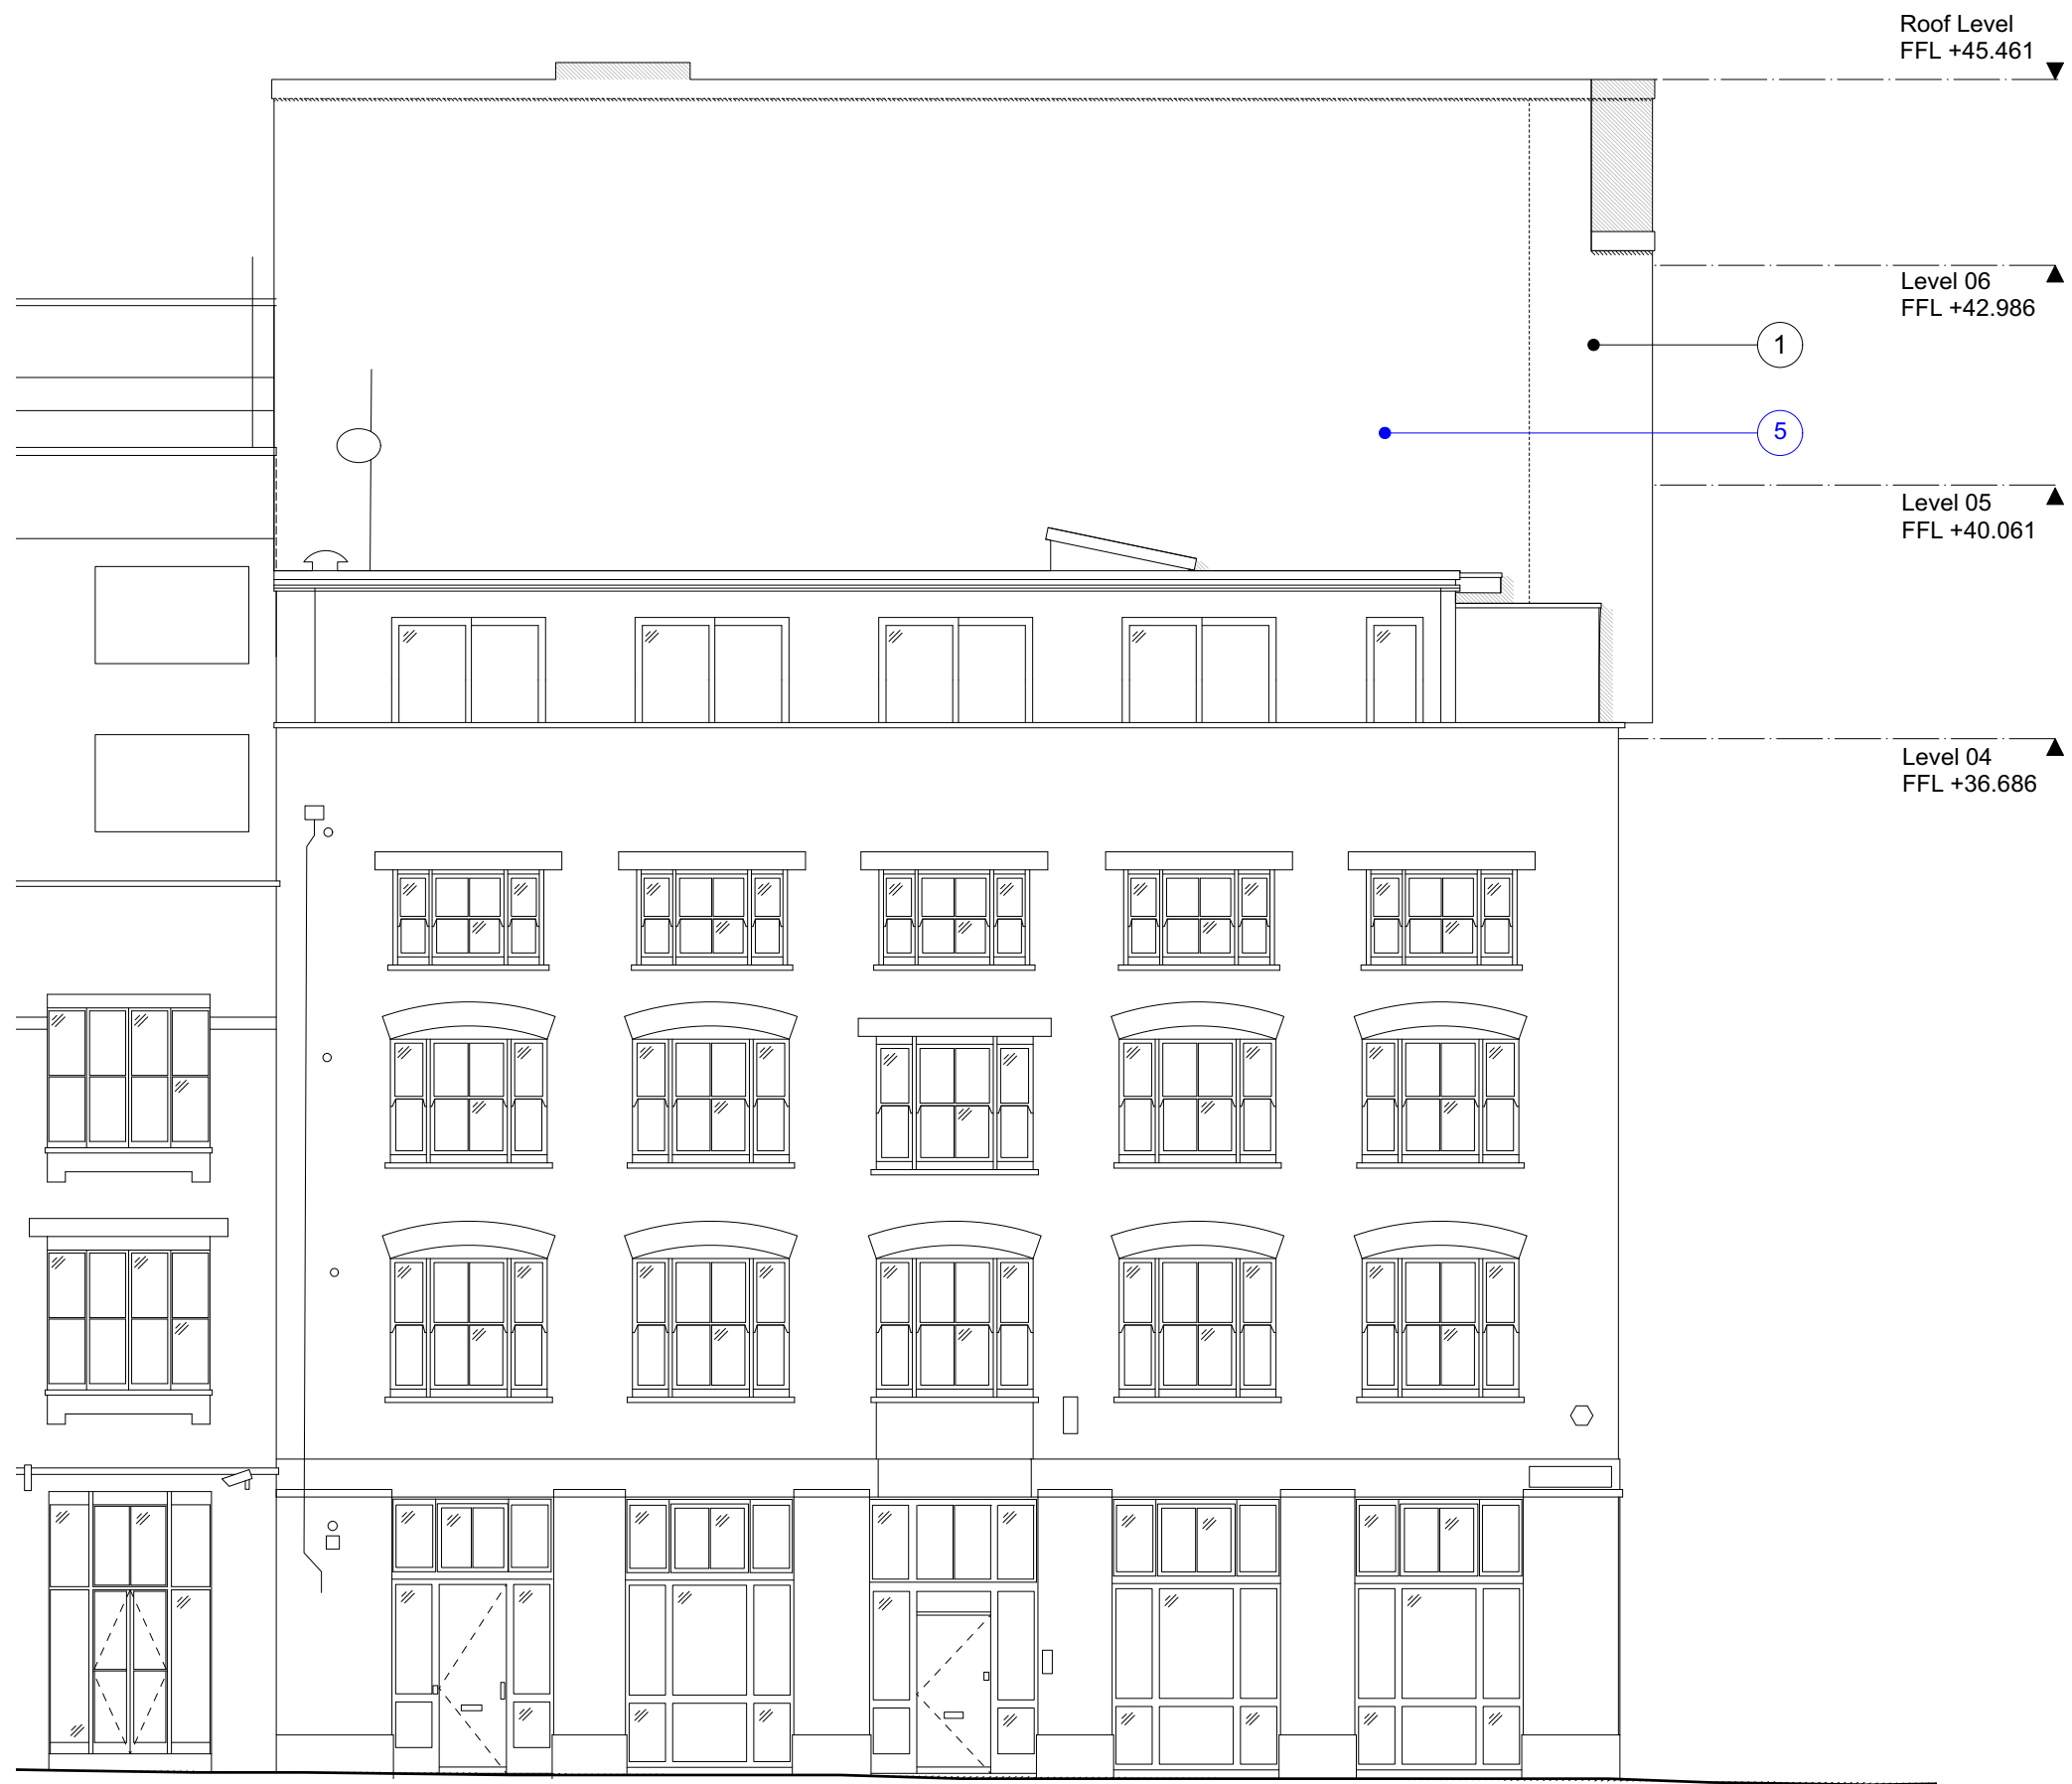 Roof Level
FFL +45.461
Level 06
FFL +42.986
1
5
Level 05
FFL +40.061
Level 04
FFL +36.686